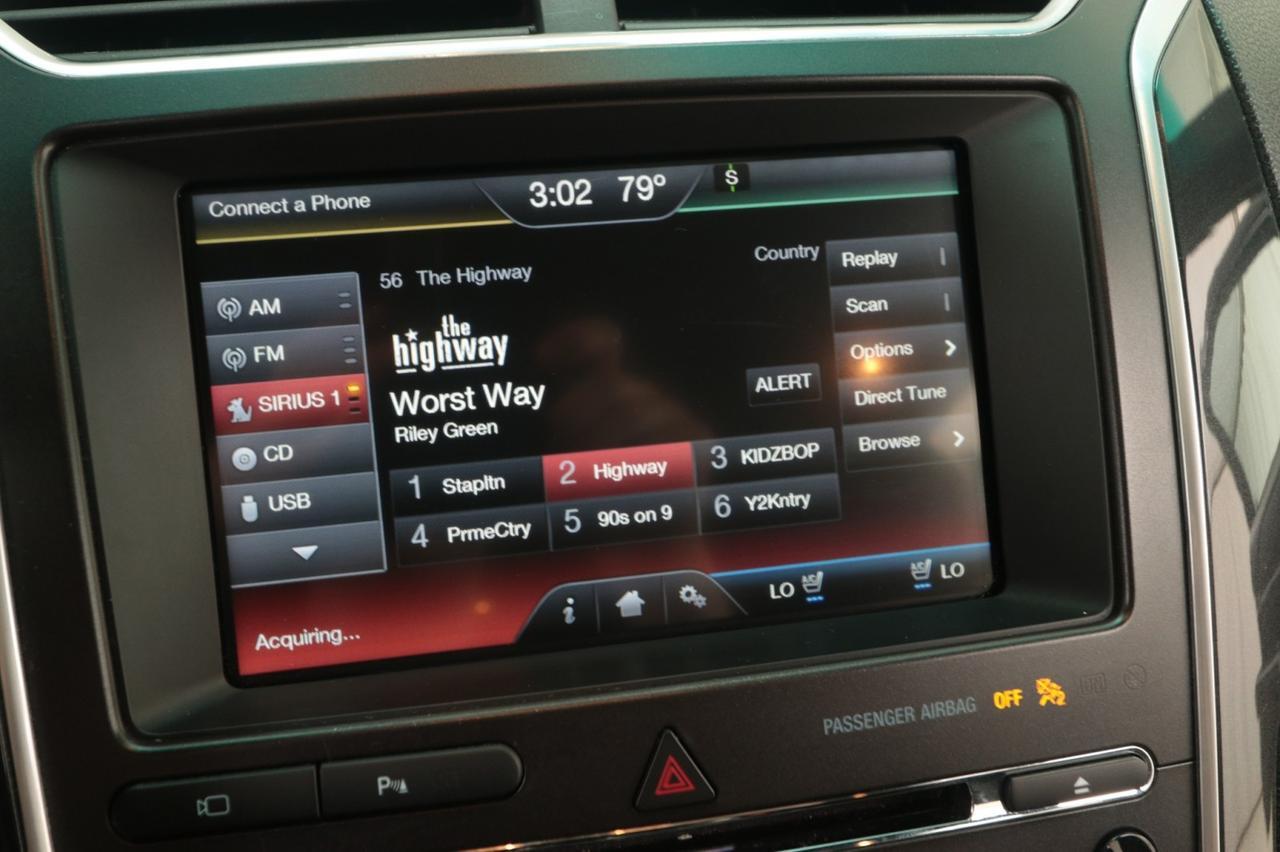 Connect a Phone
3:02 79°
S
56 The Highway
Country
the
highway
Worst Way
Riley Green
ALERT
AM
FM
SIRIUS 1
CD
USB
Replay
Scan
Options
Direct Tune
Browse
1 Stapltn
2 Highway
3 KIDZBOP
4 PrmeCtry
5 90s on 9
6 Y2Kntry
Acquiring...
i
LO A/C
A/C LO
PASSENGER AIRBAG OFF
P